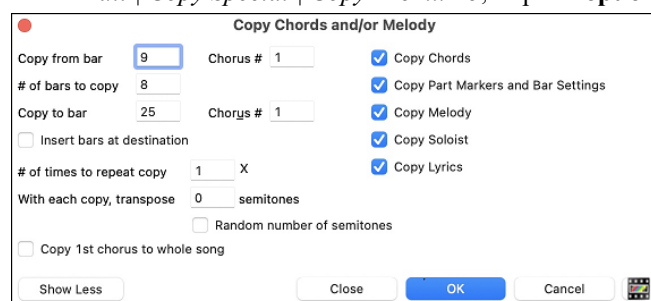 Copy Special
Copy Chords and/or Melody
Copy from bar 9 Chorus # 1
# of bars to copy 8
Copy to bar 25 Chorus # 1
Insert bars at destination
# of times to repeat copy 1 X
With each copy, transpose 0 semitones
Random number of semitones
Copy 1st chorus to whole song
Copy Chords
Copy Part Markers and Bar Settings
Copy Melody
Copy Soloist
Copy Lyrics
Show Less Close OK Cancel